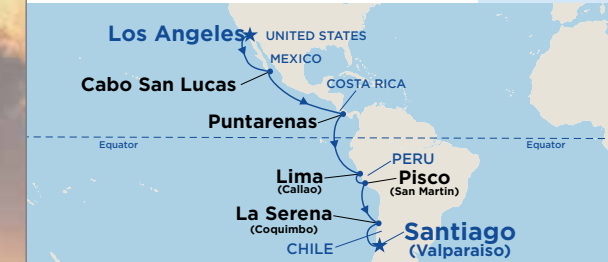 Los Angeles
UNITED STATES
MEXICO
Cabo San Lucas
COSTA RICA
Puntarenas
Equator
Equator
PERU
Lima
(Callao)
Pisco
(San Martin)
La Serena
(Coquimbo)
Santiago
(Valparaiso)
CHILE